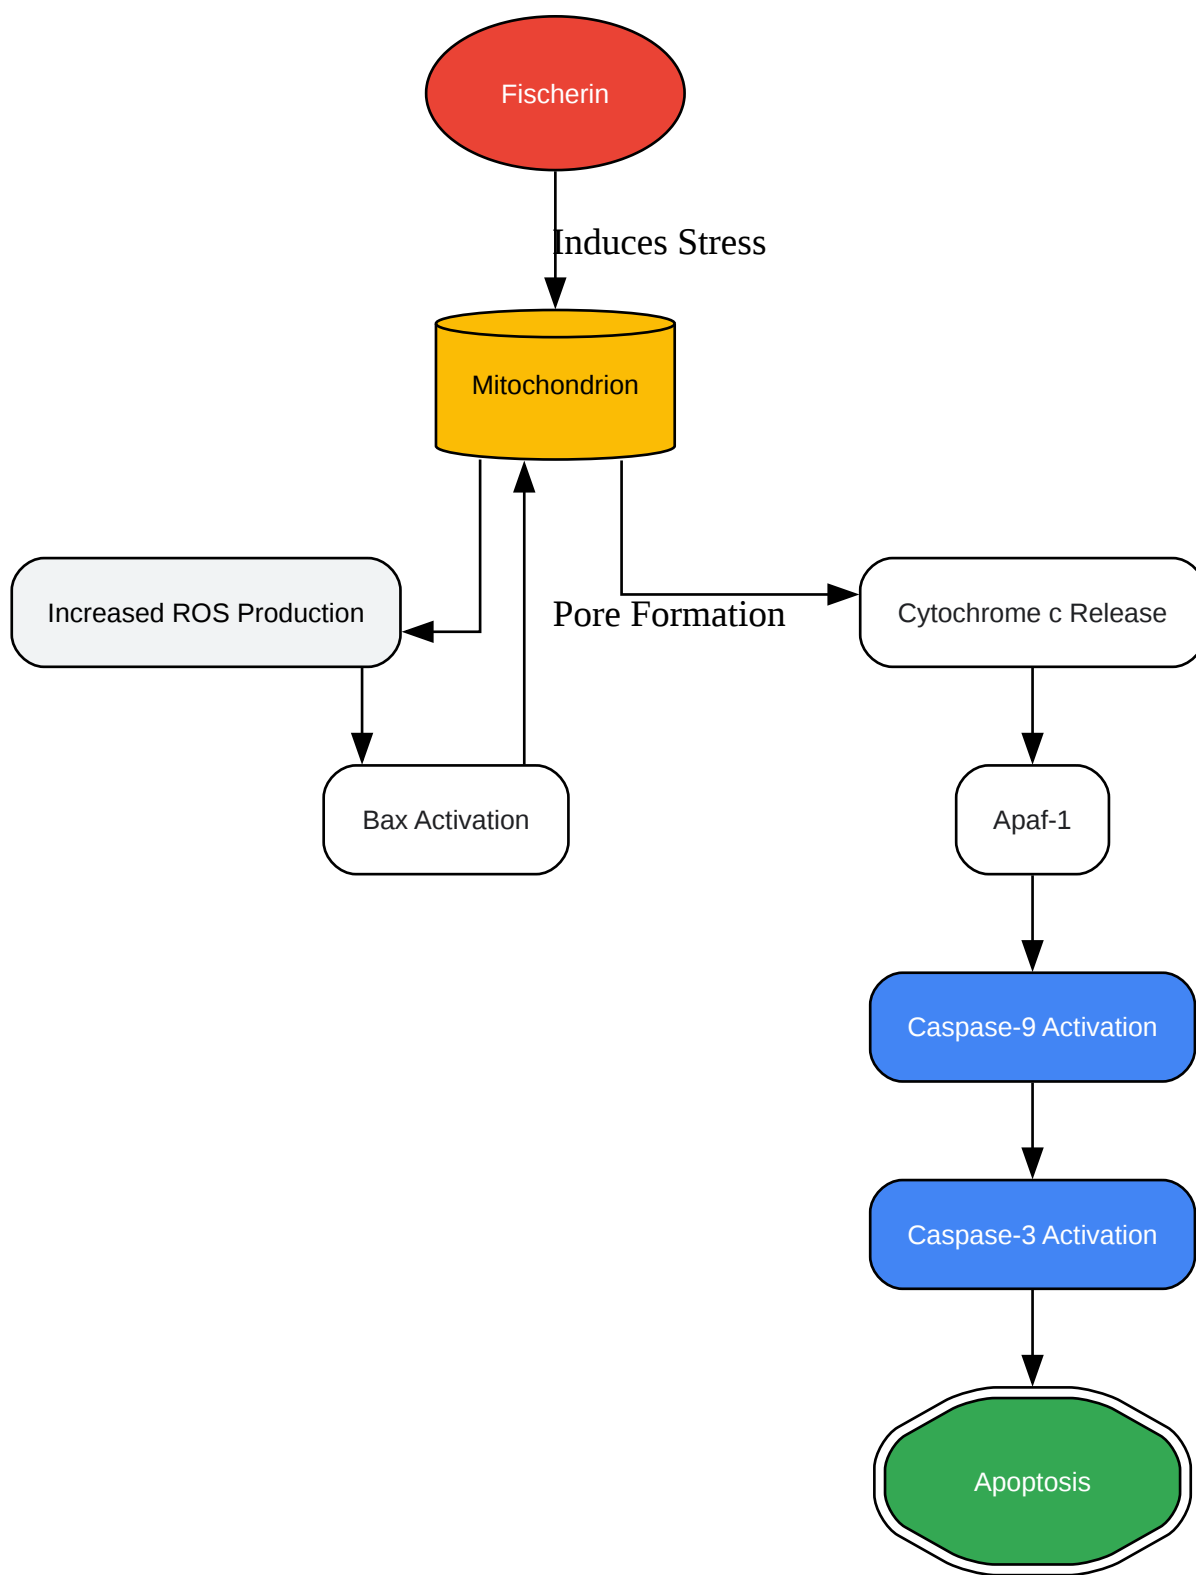 Fischerin
Induces Stress
Mitochondrion
Increased ROS Production
Pore Formation
Cytochrome c Release
Bax Activation
Apaf-1
Caspase-9 Activation
Caspase-3 Activation
Apoptosis